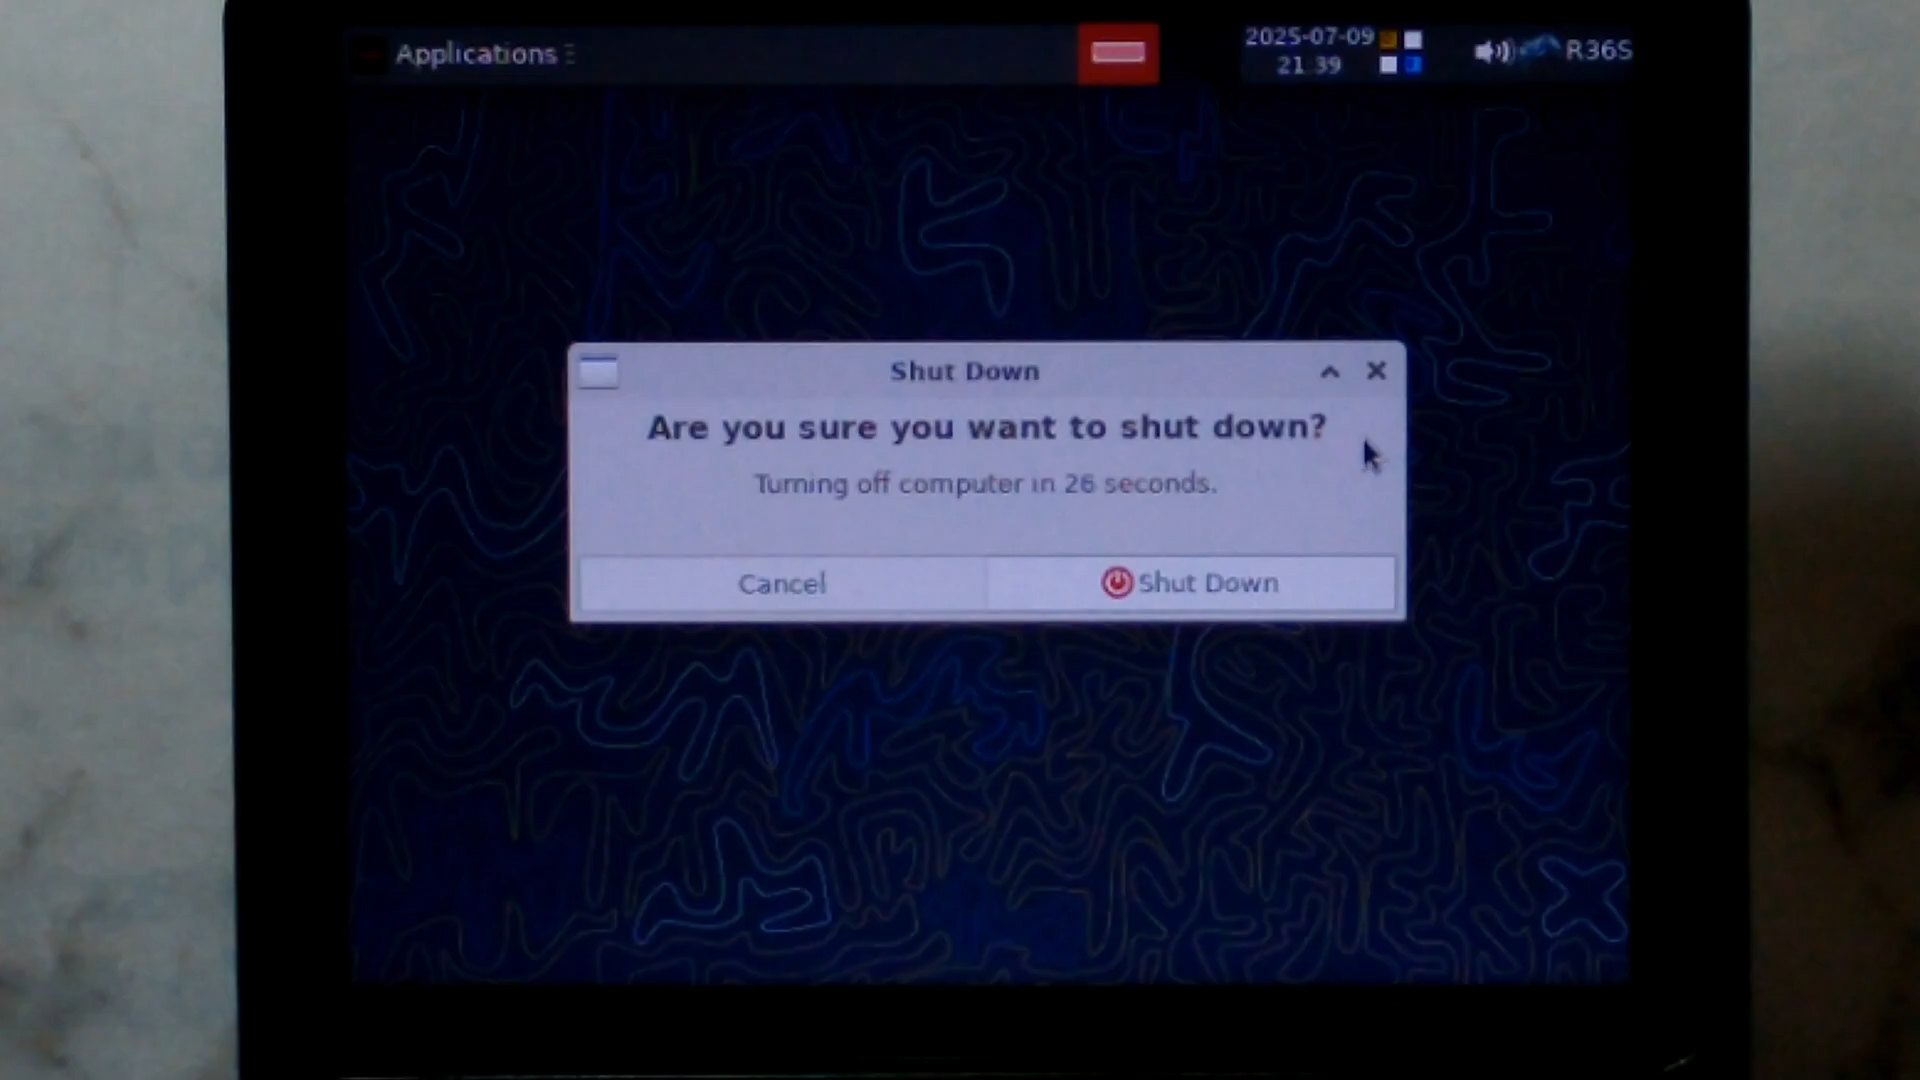 Applications
2025-07-09
21 39
R36S
Shut Down
Are you sure you want to shut down?
Turning off computer in 26 seconds.
Cancel
Shut Down